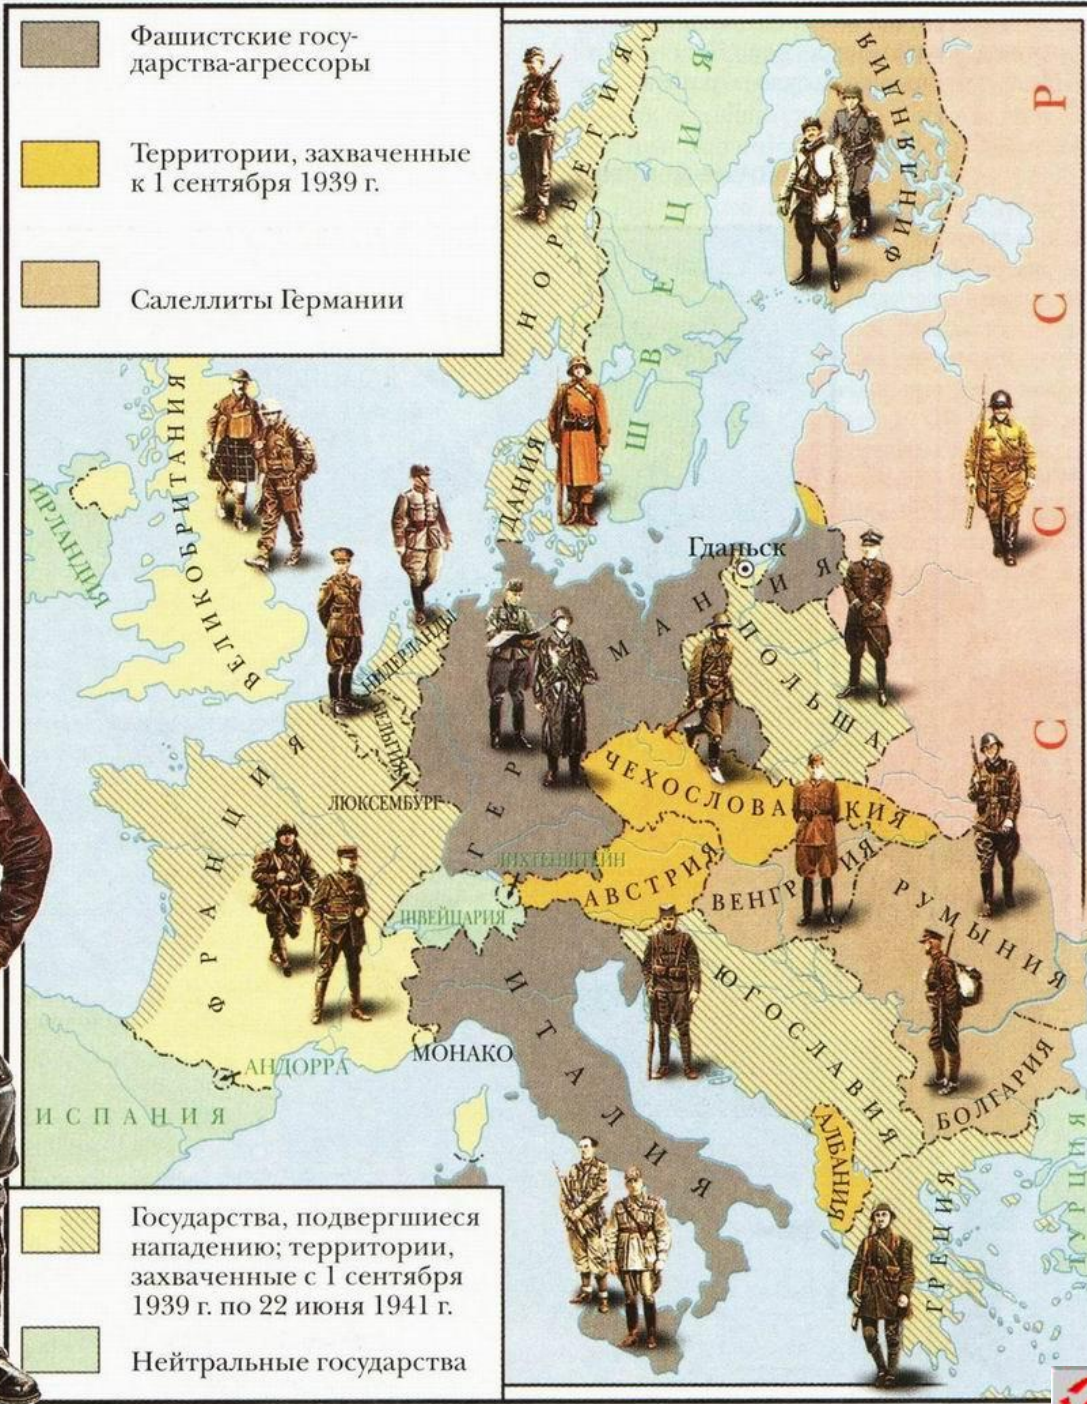 Фашистские госу-
дарства-агрессоры
Территории, захваченные
к 1 сентября 1939 г.
Салеллиты Германии
НОРВЕГИЯ
ШВЕЦИЯ
ФИНЛЯНДИЯ
СССР
ВЕЛИКОБРИТАНИЯ
ИРЛАНДИЯ
ДАНИЯ
Гданьск
НИДЕРЛАНДЫ
БЕЛЬГИЯ
ЛЮКСЕМБУРГ
ГЕРМАНИЯ
ПОЛЬША
ЧЕХОСЛОВАКИЯ
ЛИХТЕНШТЕЙН
АВСТРИЯ
ВЕНГРИЯ
ШВЕЙЦАРИЯ
ФРАНЦИЯ
РУМЫНИЯ
ЮГОСЛАВИЯ
ИТАЛИЯ
МОНАКО
АНДОРРА
ИСПАНИЯ
БОЛГАРИЯ
АЛБАНИЯ
ГРЕЦИЯ
ТУРЦИЯ
Государства, подвергшиеся
нападению; территории,
захваченные с 1 сентября
1939 г. по 22 июня 1941 г.
Нейтральные государства